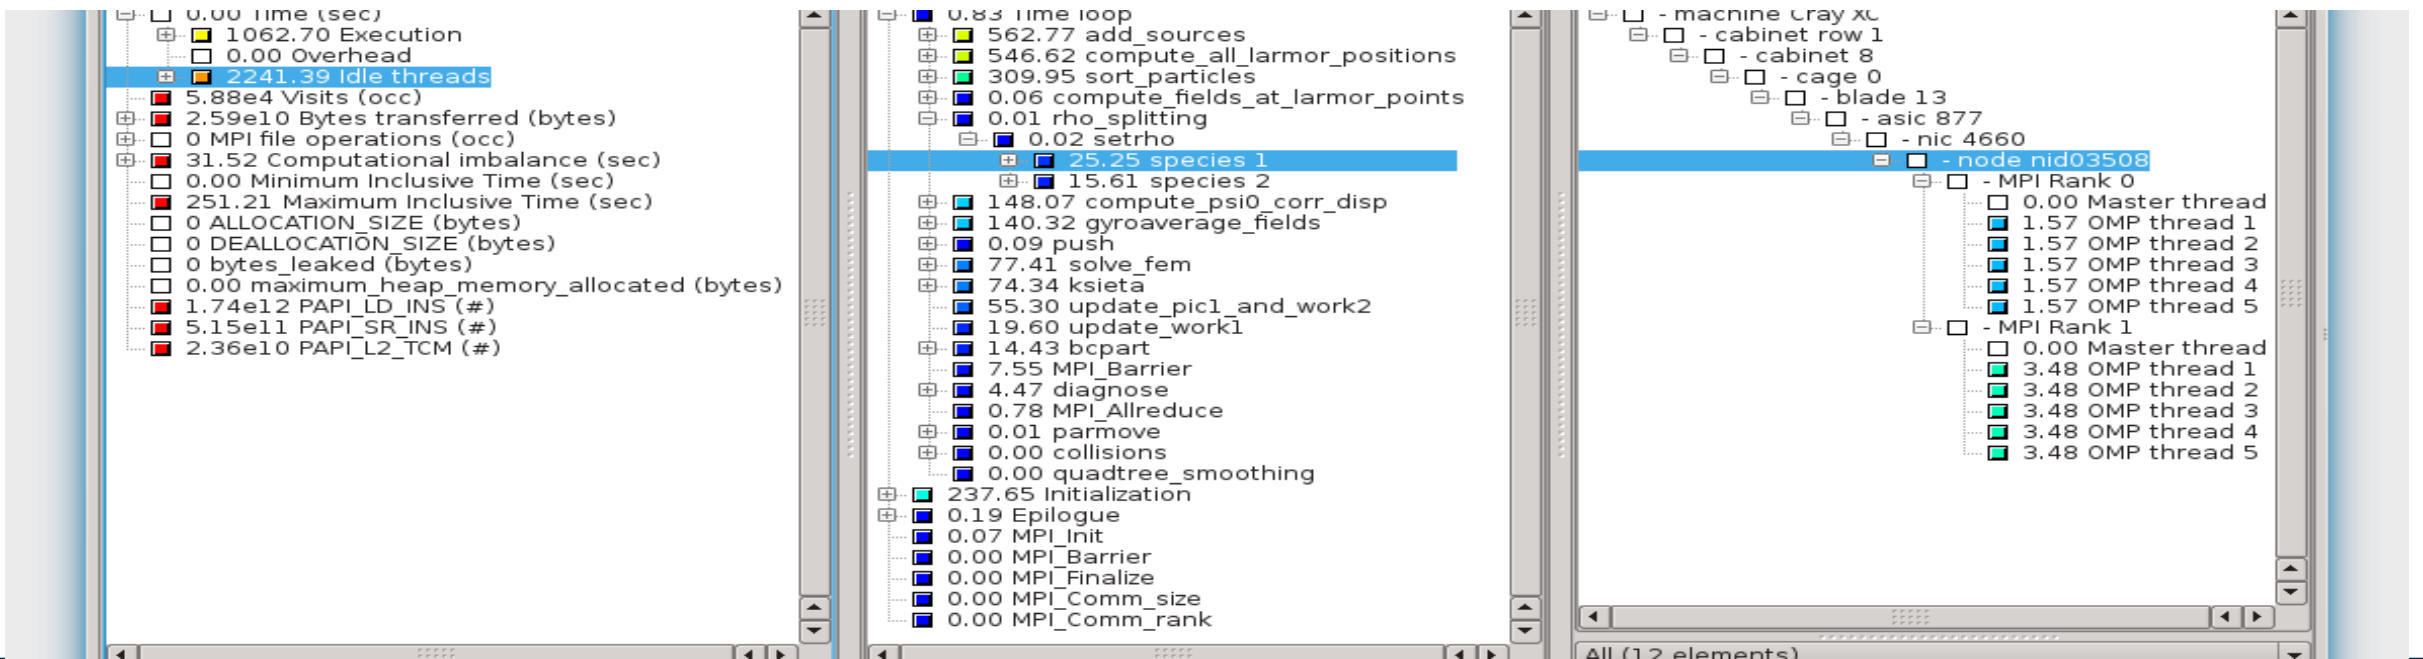 0.00 Time (sec)
1062.70 Execution
0.00 Overhead
2241.39 Idle threads
5.88e4 Visits (occ)
2.59e10 Bytes transferred (bytes)
0 MPI file operations (occ)
31.52 Computational imbalance (sec)
0.00 Minimum Inclusive Time (sec)
251.21 Maximum Inclusive Time (sec)
0 ALLOCATION_SIZE (bytes)
0 DEALLOCATION_SIZE (bytes)
0 bytes_leaked (bytes)
0.00 maximum_heap_memory_allocated (bytes)
1.74e12 PAPI_LD_INS (#)
5.15e11 PAPI_SR_INS (#)
2.36e10 PAPI_L2_TCM (#)
0.83 Time loop
562.77 add_sources
546.62 compute_all_larmor_positions
309.95 sort_particles
0.06 compute_fields_at_larmor_points
0.01 rho_splitting
0.02 setrho
25.25 species 1
15.61 species 2
148.07 compute_psi0_corr_disp
140.32 gyroaverage_fields
0.09 push
77.41 solve_fem
74.34 ksieta
55.30 update_pic1_and_work2
19.60 update_work1
14.43 bcpart
7.55 MPI_Barrier
4.47 diagnose
0.78 MPI_Allreduce
0.01 parmove
0.00 collisions
0.00 quadtree_smoothing
237.65 Initialization
0.19 Epilogue
0.07 MPI_Init
0.00 MPI_Barrier
0.00 MPI_Finalize
0.00 MPI_Comm_size
0.00 MPI_Comm_rank
- machine Cray XC
- cabinet row 1
- cabinet 8
- cage 0
- blade 13
- asic 877
- nic 4660
- node nid03508
- MPI Rank 0
0.00 Master thread
1.57 OMP thread 1
1.57 OMP thread 2
1.57 OMP thread 3
1.57 OMP thread 4
1.57 OMP thread 5
- MPI Rank 1
0.00 Master thread
3.48 OMP thread 1
3.48 OMP thread 2
3.48 OMP thread 3
3.48 OMP thread 4
3.48 OMP thread 5
All (12 elements)